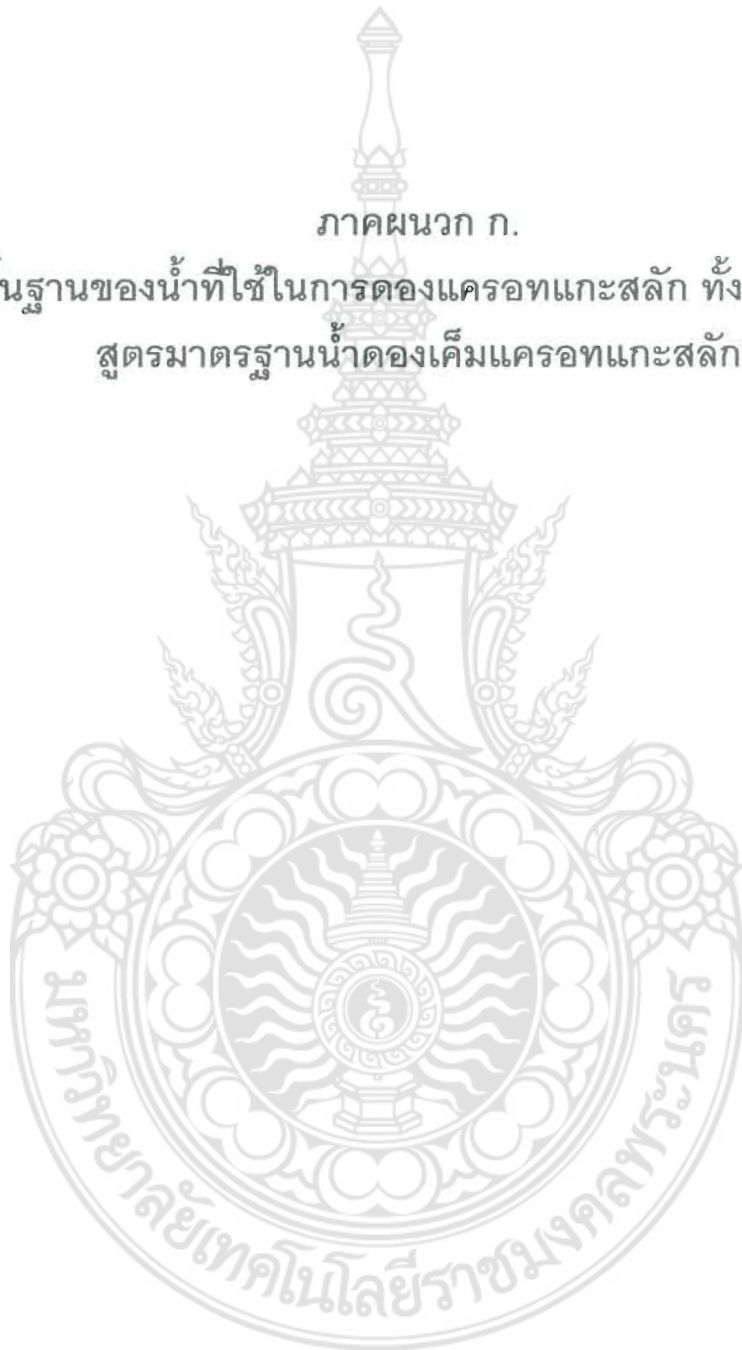 ภาคผนวก ก.
นฐานของน้ำที่ใช้ในการดองแครอทแกะสลัก ทั้ง
สูตรมาตรฐานน้ำดองเค็มแครอทแกะสลัก
มหาวิทยาลัยเทคโนโลยีราชมงคลพระนคร